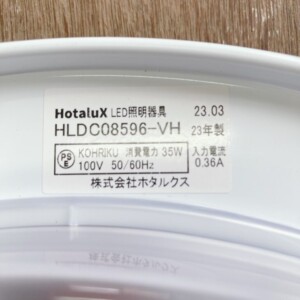 HotaluX LED照明器具 23.03
HLDC08596-VH 23年製
PS E KOHRIKU 消費電力 35W 入力電流
100V 50/60Hz 0.36A
株式会社ホタルクス